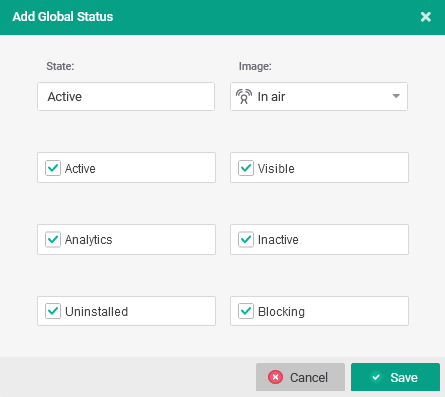 Add Global Status
State: Image:
Active In air
Active Visible
Analytics Inactive
Uninstalled Blocking
Cancel Save